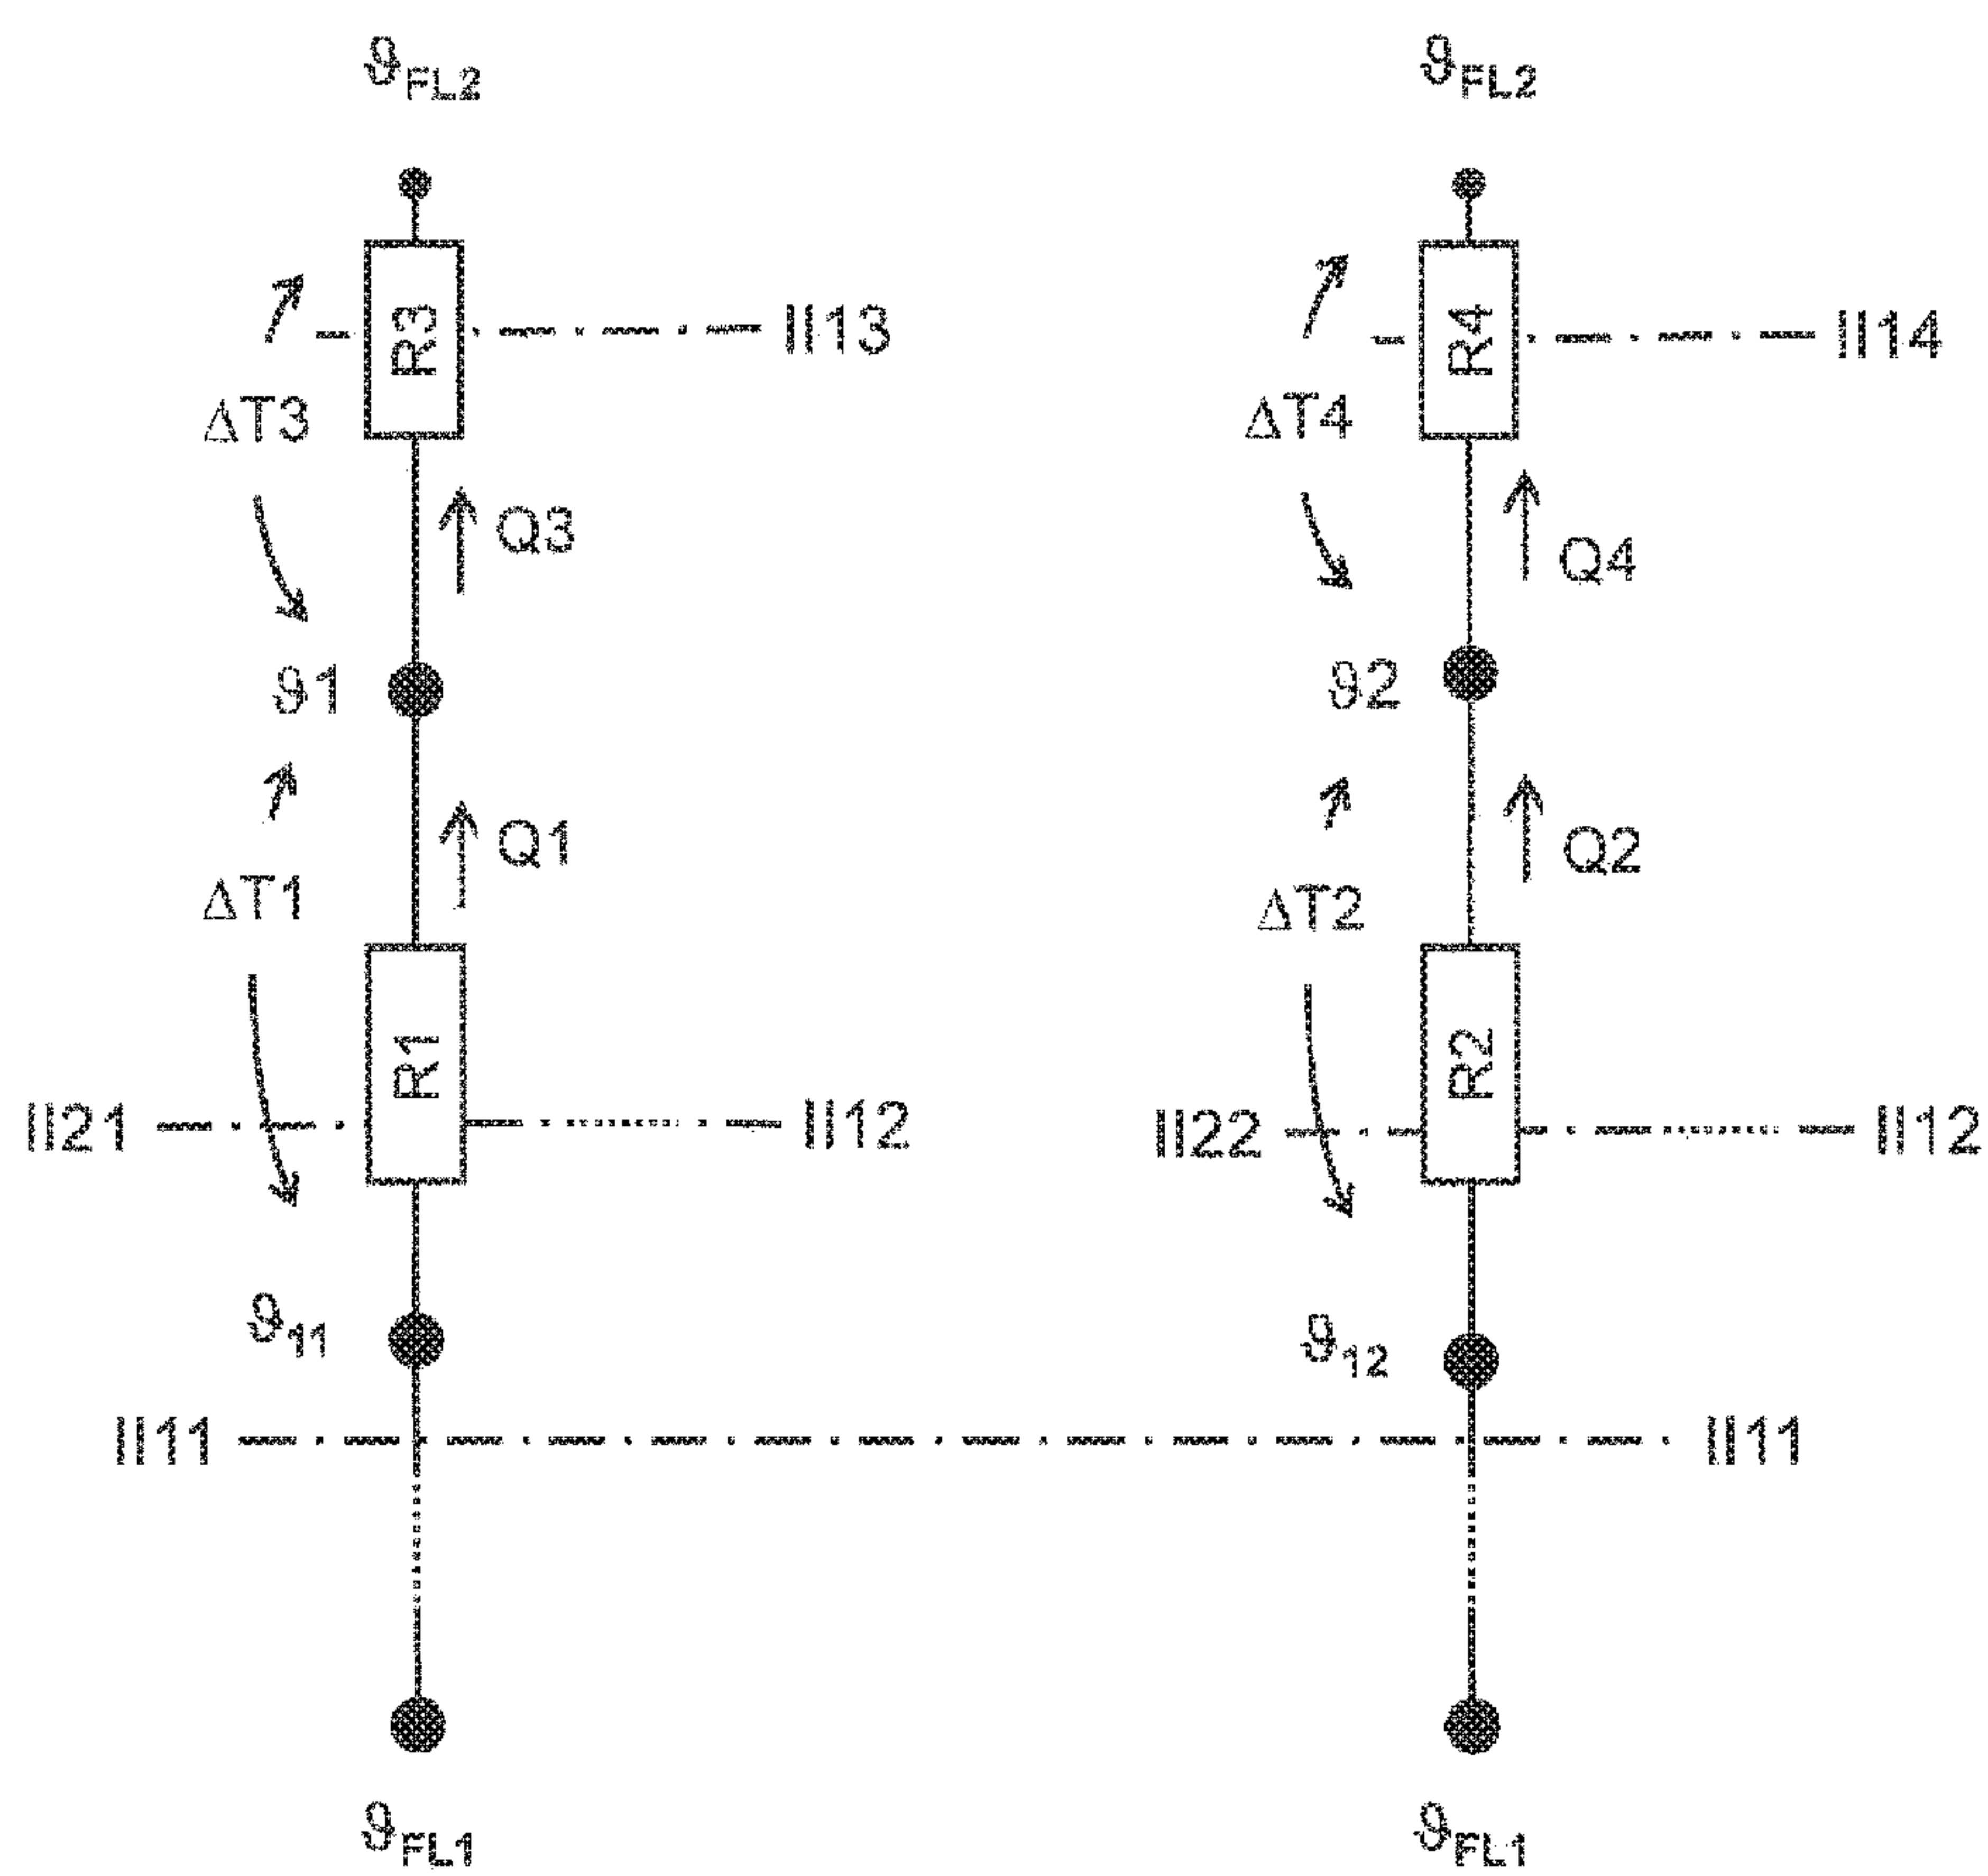 ϑFL2 ϑFL2
R3 II13 R4 II14
ΔT3 ΔT4
Q3 Q4
ϑ1 ϑ2
Q1 Q2
ΔT1 ΔT2
R1 R2
II21 II12 II22 II12
ϑ11 ϑ12
II11 II11
ϑFL1 ϑFL1